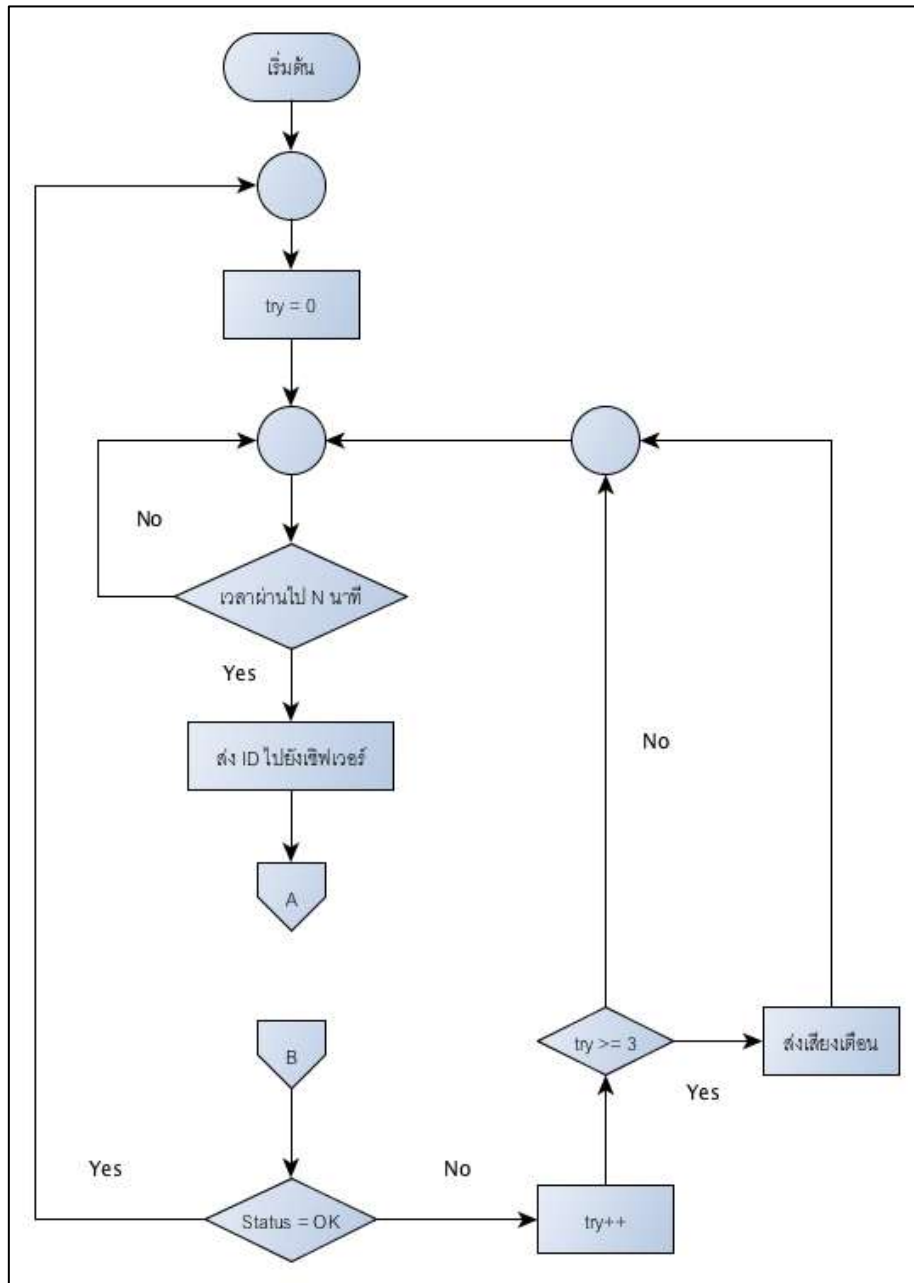 เริ่มต้น
try = 0
No
เวลาผ่านไป N นาที
Yes
ส่ง ID ไปยังเซิฟเวอร์
No
A
B
try >= 3
ส่งเสียงเตือน
Yes
Yes
No
Status = OK
try++